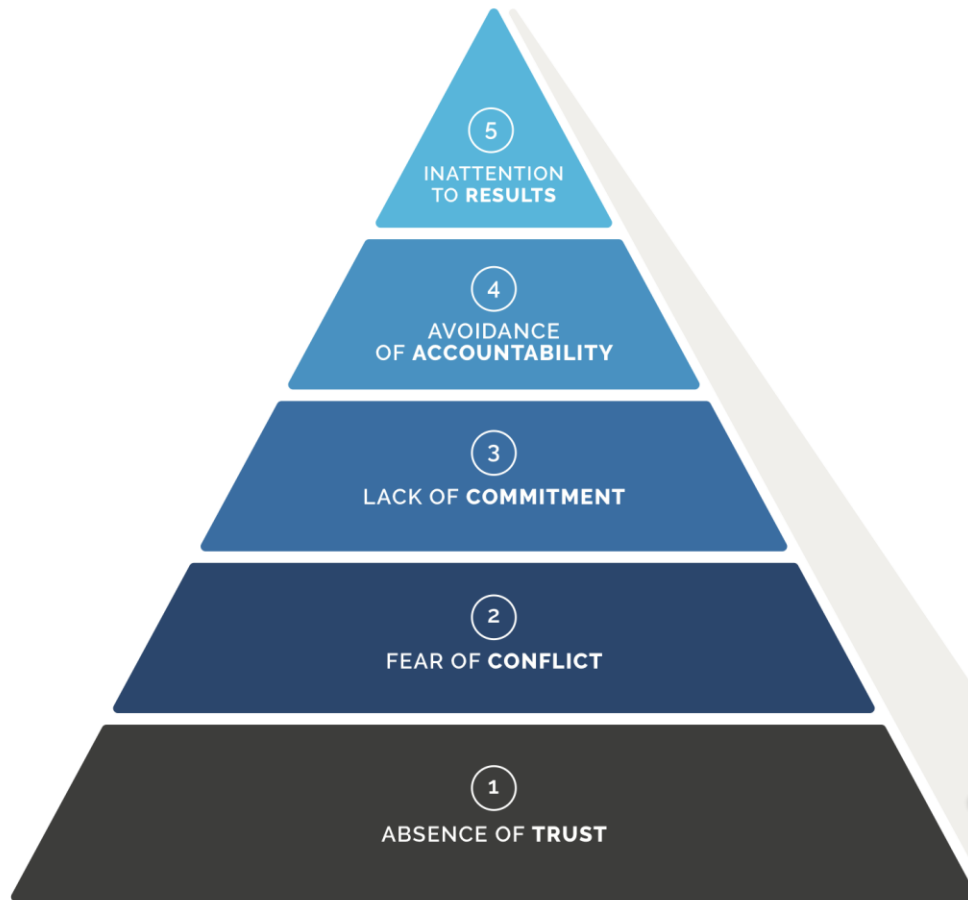 5
INATTENTION
TO RESULTS
4
AVOIDANCE
OF ACCOUNTABILITY
3
LACK OF COMMITMENT
2
FEAR OF CONFLICT
1
ABSENCE OF TRUST